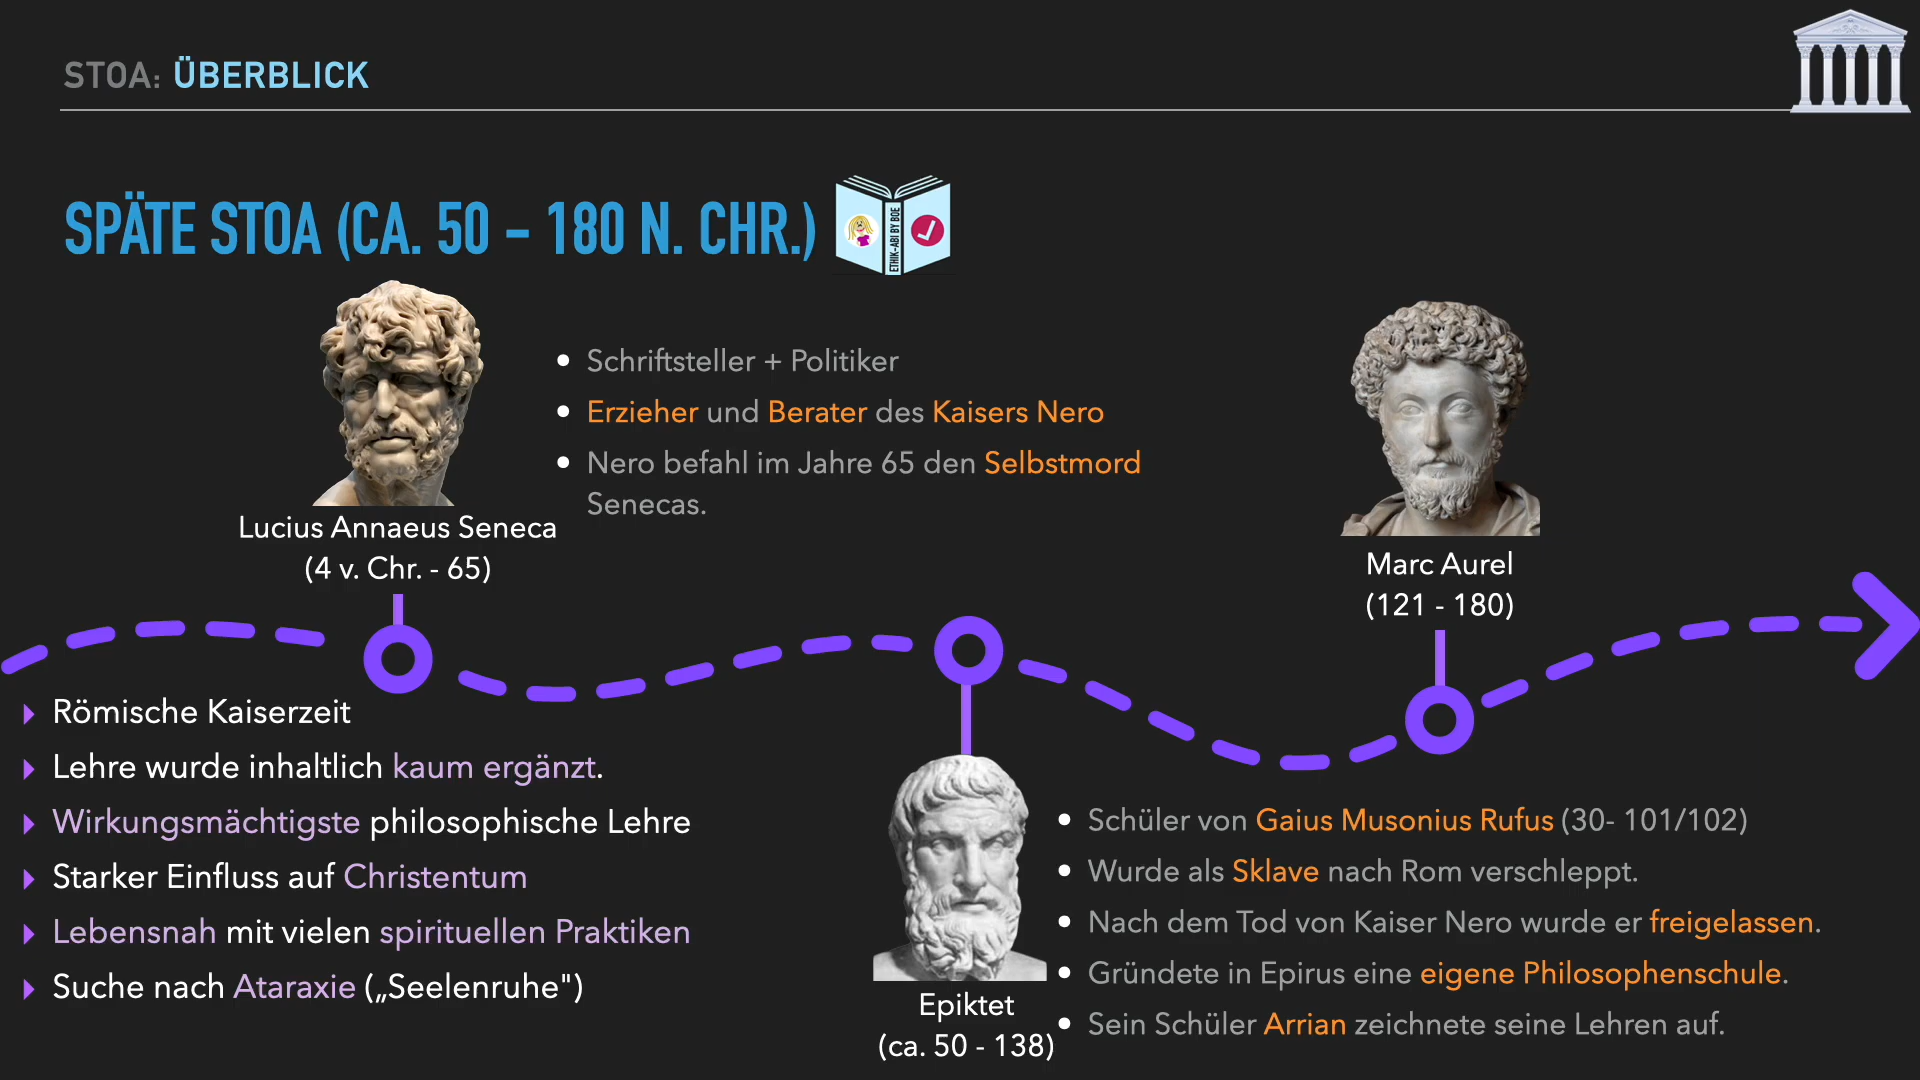 STOA: ÜBERBLICK
SPÄTE STOA (CA. 50 - 180 N. CHR.)
ETHIK-ABI BY BOE
Lucius Annaeus Seneca
(4 v. Chr. - 65)
Schriftsteller + Politiker
Erzieher und Berater des Kaisers Nero
Nero befahl im Jahre 65 den Selbstmord
Senecas.
Marc Aurel
(121 - 180)
Römische Kaiserzeit
Lehre wurde inhaltlich kaum ergänzt.
Wirkungsmächtigste philosophische Lehre
Starker Einfluss auf Christentum
Lebensnah mit vielen spirituellen Praktiken
Suche nach Ataraxie („Seelenruhe")
Epiktet
(ca. 50 - 138)
Schüler von Gaius Musonius Rufus (30- 101/102)
Wurde als Sklave nach Rom verschleppt.
Nach dem Tod von Kaiser Nero wurde er freigelassen.
Gründete in Epirus eine eigene Philosophenschule.
Sein Schüler Arrian zeichnete seine Lehren auf.